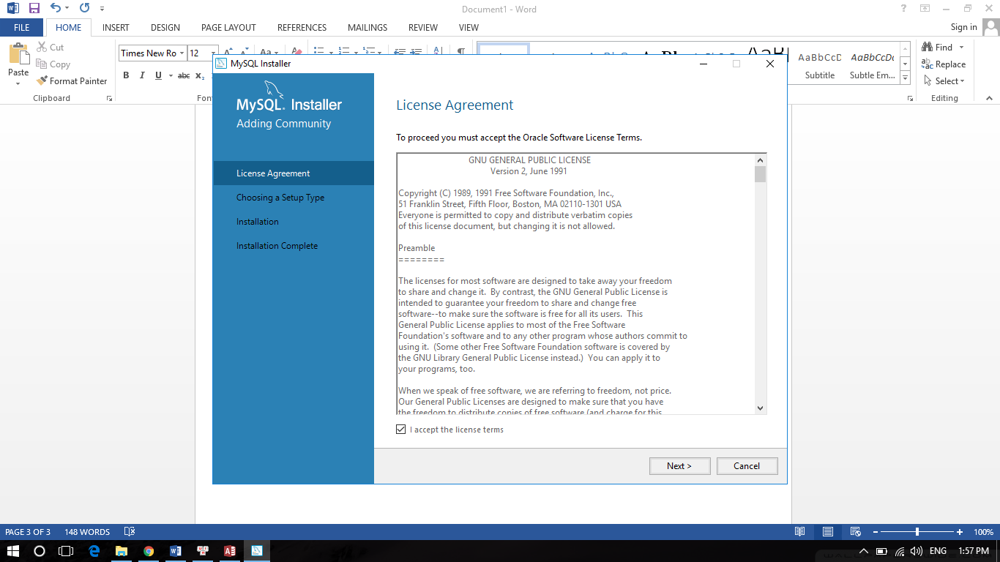 Document1 - Word
FILE HOME INSERT DESIGN PAGE LAYOUT REFERENCES MAILINGS REVIEW VIEW Sign in
Paste
Cut
Copy
Format Painter
Clipboard
Times New Ro 12
B I U abc x₂
AaBbCcD AaBbCcDc
Subtitle Subtle Em...
Find
Replace
Select
Editing
MySQL Installer
MySQL. Installer
Adding Community
License Agreement
Choosing a Setup Type
Installation
Installation Complete
License Agreement
To proceed you must accept the Oracle Software License Terms.
GNU GENERAL PUBLIC LICENSE
Version 2, June 1991
Copyright (C) 1989, 1991 Free Software Foundation, Inc.,
51 Franklin Street, Fifth Floor, Boston, MA 02110-1301 USA
Everyone is permitted to copy and distribute verbatim copies
of this license document, but changing it is not allowed.
Preamble
========
The licenses for most software are designed to take away your freedom
to share and change it.  By contrast, the GNU General Public License is
intended to guarantee your freedom to share and change free
software--to make sure the software is free for all its users.  This
General Public License applies to most of the Free Software
Foundation's software and to any other program whose authors commit to
using it.  (Some other Free Software Foundation software is covered by
the GNU Library General Public License instead.)  You can apply it to
your programs, too.
When we speak of free software, we are referring to freedom, not price.
Our General Public Licenses are designed to make sure that you have
the freedom to distribute copies of free software (and charge for this
I accept the license terms
Next >
Cancel
PAGE 3 OF 3 148 WORDS 100%
ENG 1:57 PM